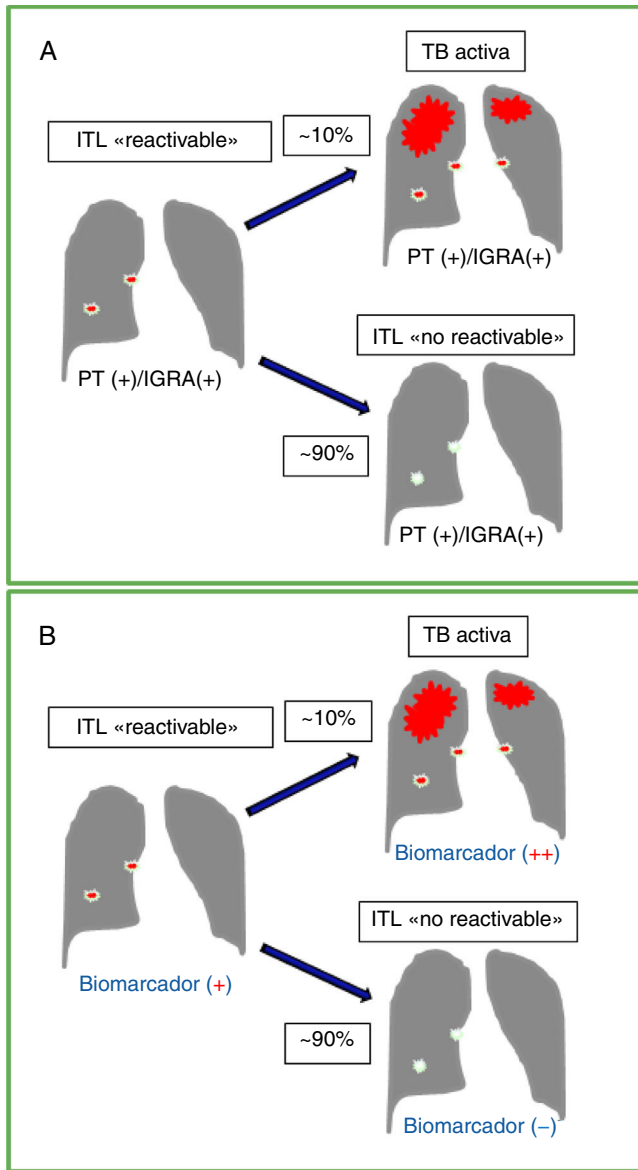 A
TB activa
ITL «reactivable»
~10%
PT (+)/IGRA(+)
PT (+)/IGRA(+)
ITL «no reactivable»
~90%
PT (+)/IGRA(+)
B
TB activa
ITL «reactivable»
~10%
Biomarcador (++)
ITL «no reactivable»
Biomarcador (+)
~90%
Biomarcador (–)